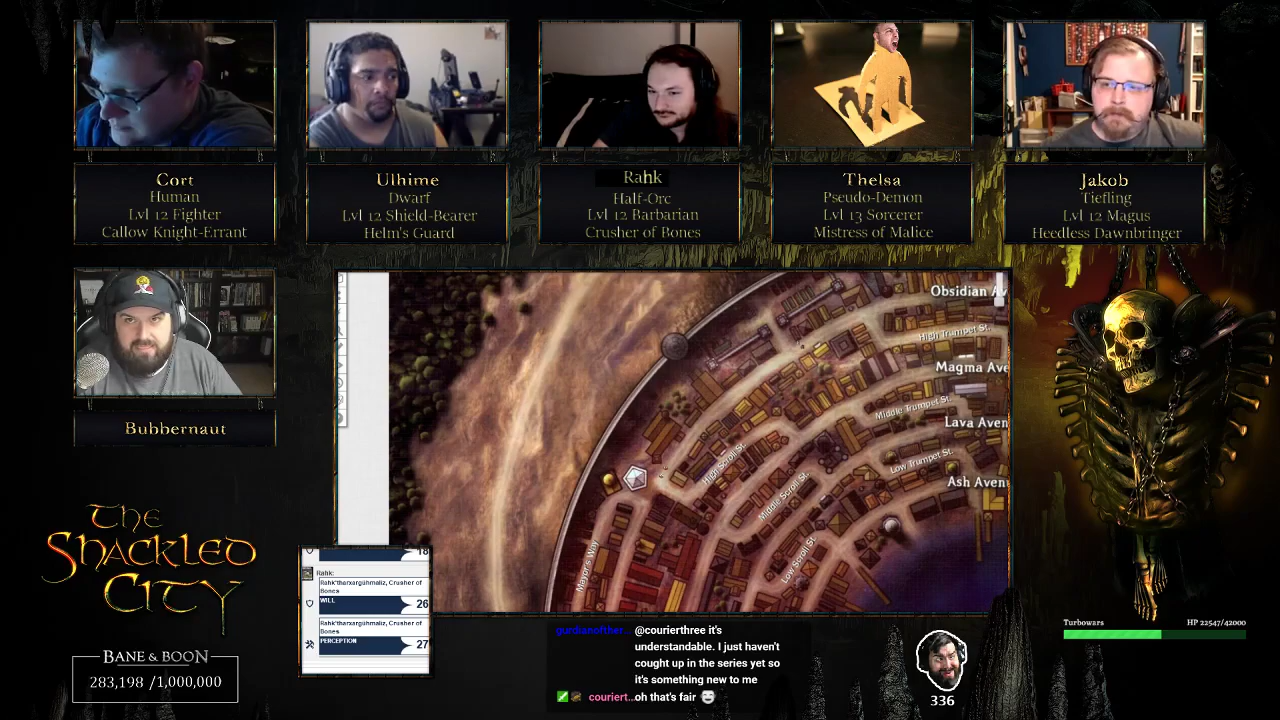 Cort
Human
Lvl 12 Fighter
Callow Knight-Errant
Ulhime
Dwarf
Lvl 12 Shield-Bearer
Helm's Guard
Rahk
Half-Orc
Lvl 12 Barbarian
Crusher of Bones
Thelsa
Pseudo-Demon
Lvl 13 Sorcerer
Mistress of Malice
Jakob
Tiefling
Lvl 12 Magus
Heedless Dawnbringer
Bubbernaut
Obsidian Av
High Trumpet St.
Magma Ave
Middle Trumpet St.
Lava Aven
Low Trumpet St.
Ash Aven
High Scroll St.
Middle Scroll St.
Low Scroll St.
Mayor's Way
The
Shackled
City
Bane & Boon
283,198 /1,000,000
18
Rahk:
Rahk'tharxargühmaliz, Crusher of
Bones
WILL 26
Rahk'tharxargühmaliz, Crusher of
Bones
PERCEPTION 27
gurdianofther... @courierthree it's
understandable. I just haven't
cought up in the series yet so
it's something new to me
couriert... oh that's fair
336
Turbowars HP 22547/42000